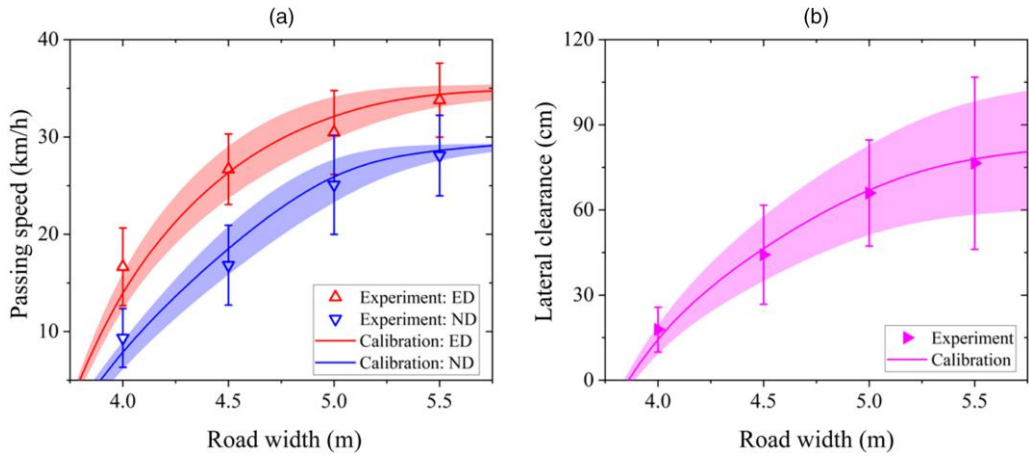 (a)
40
30
20
10
Passing speed (km/h)
4.0 4.5 5.0 5.5
Road width (m)
Experiment: ED
Experiment: ND
Calibration: ED
Calibration: ND
(b)
120
90
60
30
0
Lateral clearance (cm)
4.0 4.5 5.0 5.5
Road width (m)
Experiment
Calibration